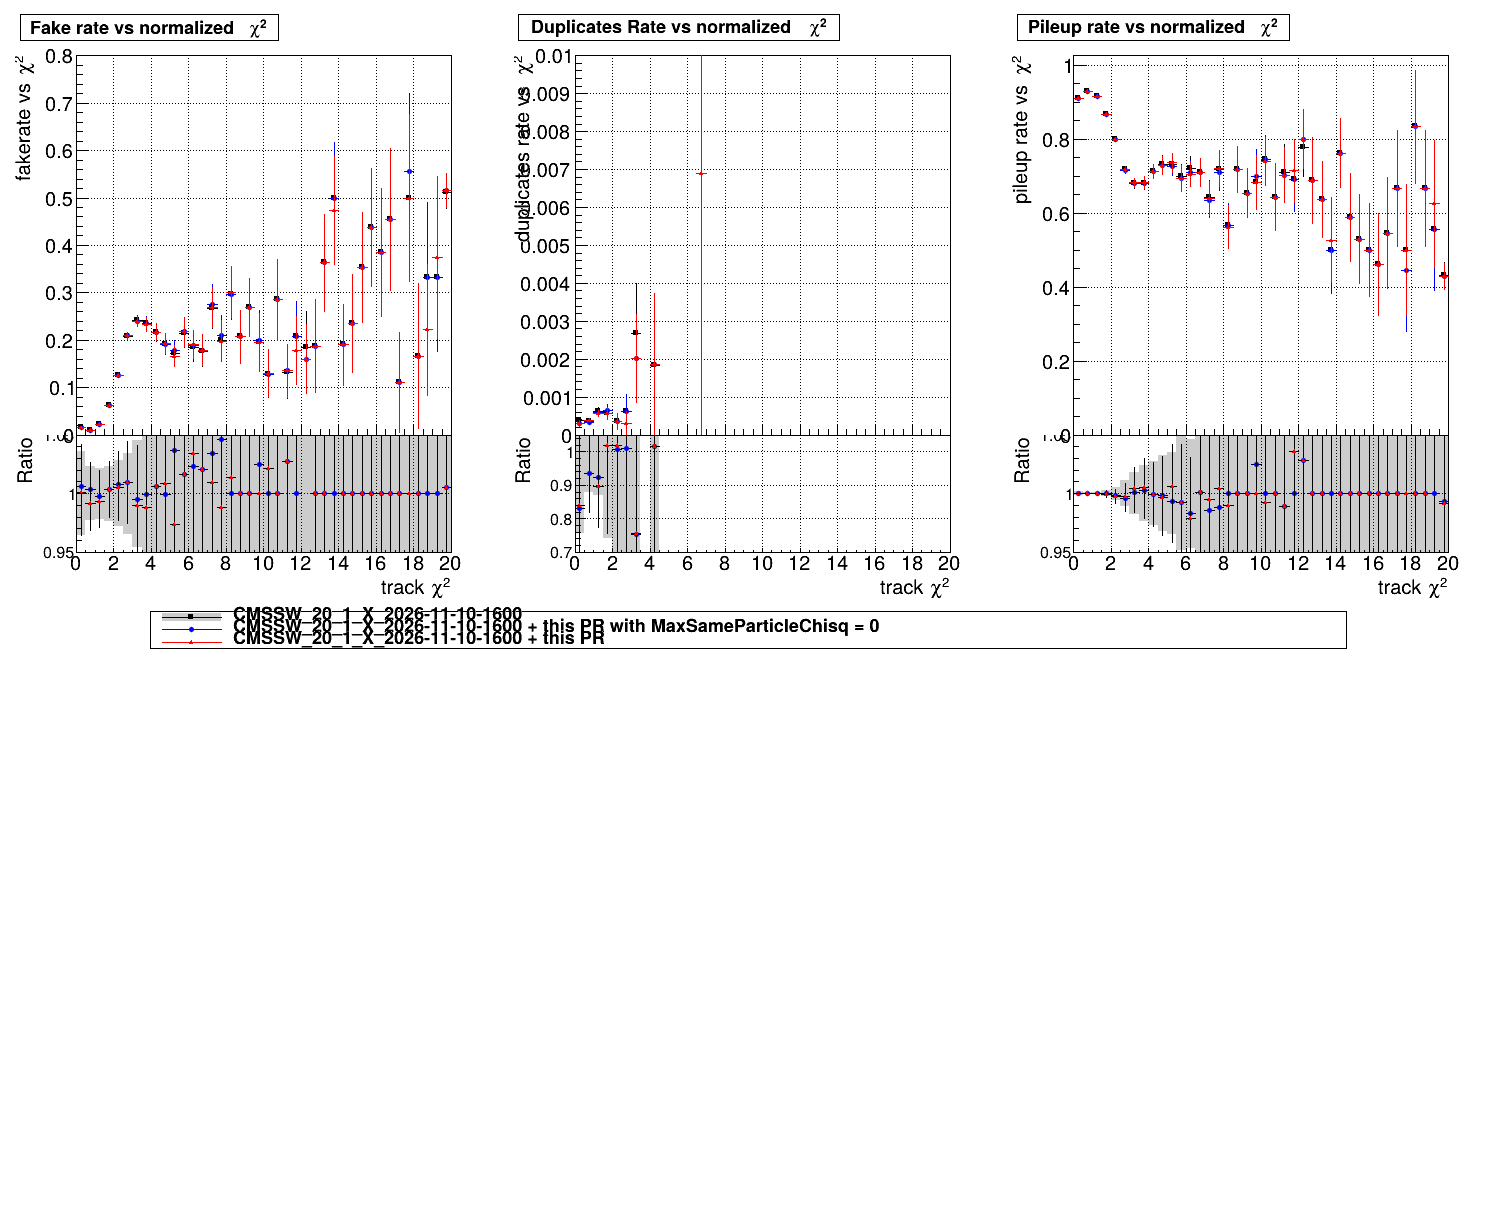 Fake rate vs normalized χ²
Duplicates Rate vs normalized χ²
Pileup rate vs normalized χ²
fakerate vs χ²
0.8
0.7
0.6
0.5
0.4
0.3
0.2
0.1
0
Ratio
1
0.95
0 2 4 6 8 10 12 14 16 18 20
track χ²
duplicates rate vs χ²
0.01
0.009
0.008
0.007
0.006
0.005
0.004
0.003
0.002
0.001
0
Ratio
1
0.9
0.8
0.7
0 2 4 6 8 10 12 14 16 18 20
track χ²
pileup rate vs χ²
1
0.8
0.6
0.4
0.2
0
Ratio
1
0.95
0 2 4 6 8 10 12 14 16 18 20
track χ²
CMSSW_20_1_X_2026-11-10-1600
CMSSW_20_1_X_2026-11-10-1600 + this PR with MaxSameParticleChisq = 0
CMSSW_20_1_X_2026-11-10-1600 + this PR